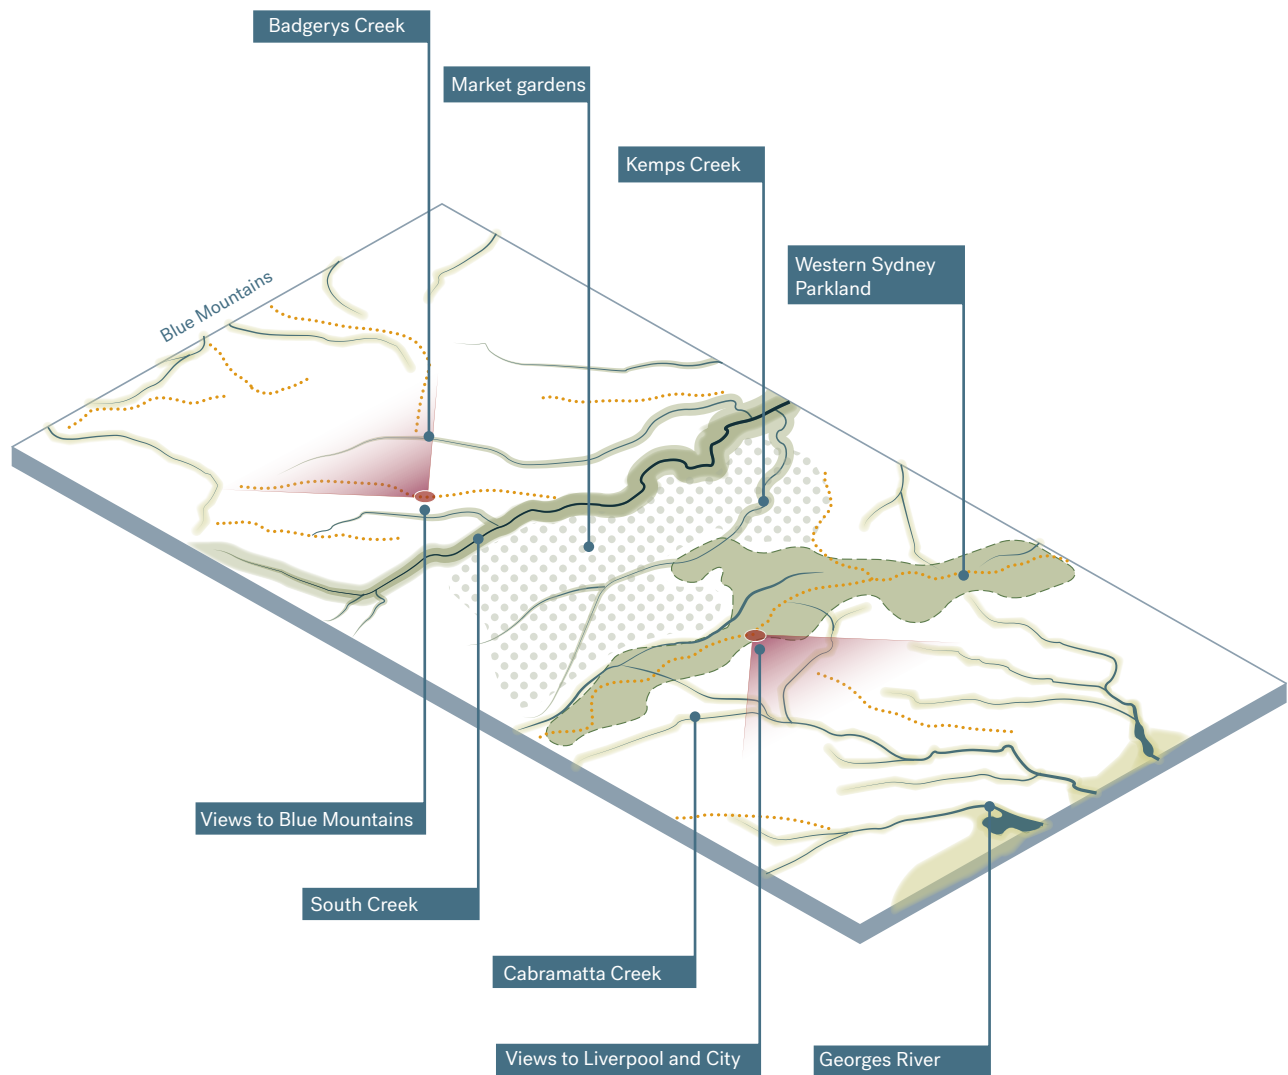 Badgerys Creek
Market gardens
Kemps Creek
Western Sydney
Parkland
Blue Mountains
Views to Blue Mountains
South Creek
Cabramatta Creek
Views to Liverpool and City
Georges River